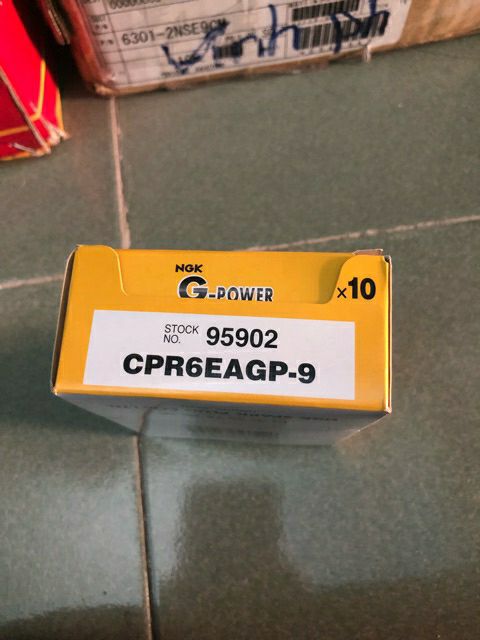 6301-2NSE9CM
NGK
G-POWER
×10
STOCK
NO. 95902
CPR6EAGP-9